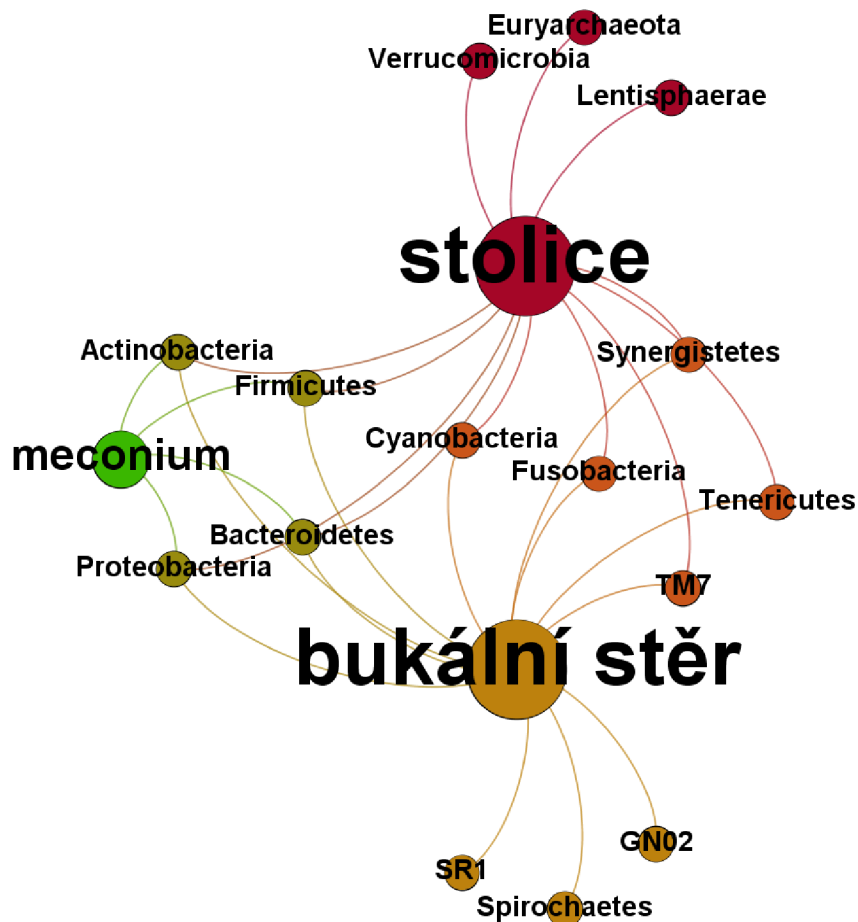 Euryarchaeota
Verrucomicrobia
Lentisphaerae
stolice
Actinobacteria
Synergistetes
Firmicutes
Cyanobacteria
meconium
Fusobacteria
Tenericutes
Bacteroidetes
Proteobacteria
TM7
bukální stěr
GN02
SR1
Spirochaetes